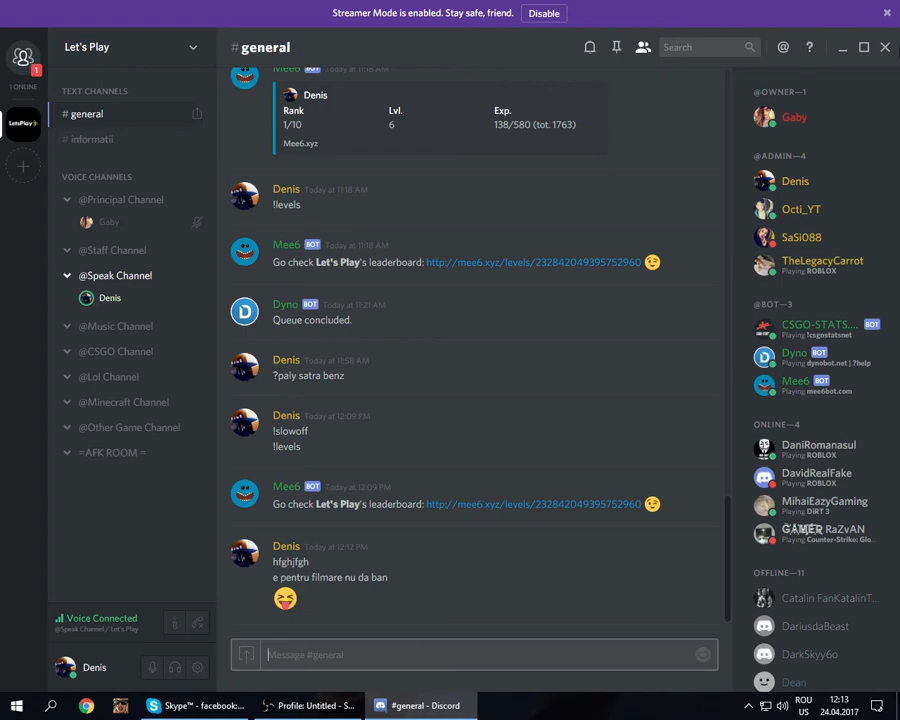 Streamer Mode is enabled. Stay safe, friend. Disable
Let's Play
# general
Search
@
?
1
1 ONLINE
LetsPlay
TEXT CHANNELS
# general
# informatii
VOICE CHANNELS
@Principal Channel
Gaby
@Staff Channel
@Speak Channel
Denis
@Music Channel
@CSGO Channel
@Lol Channel
@Minecraft Channel
@Other Game Channel
=AFK ROOM =
Voice Connected
@Speak Channel / Let's Play
Denis
Mee6 BOT Today at 11:18 AM
Denis
Rank Lvl. Exp.
1/10 6 138/580 (tot. 1763)
Mee6.xyz
Denis Today at 11:18 AM
!levels
Mee6 BOT Today at 11:18 AM
Go check Let's Play's leaderboard: http://mee6.xyz/levels/232842049395752960 😉
Dyno BOT Today at 11:21 AM
Queue concluded.
Denis Today at 11:58 AM
?paly satra benz
Denis Today at 12:09 PM
!slowoff
!levels
Mee6 BOT Today at 12:09 PM
Go check Let's Play's leaderboard: http://mee6.xyz/levels/232842049395752960 😉
Denis Today at 12:12 PM
hfghjfgh
e pentru filmare nu da ban
😝
Message #general
@OWNER—1
Gaby
@ADMIN—4
Denis
Octi_YT
SaSi088
TheLegacyCarrot
Playing ROBLOX
@BOT—3
CSGO-STATS.... BOT
Playing !csgostatsnet
Dyno BOT
Playing dynobot.net | ?help
Mee6 BOT
Playing mee6bot.com
ONLINE—4
DaniRomanasul
Playing ROBLOX
DavidRealFake
Playing ROBLOX
MihaiEazyGaming
Playing DiRT 3
GAMER RaZvAN
Playing Counter-Strike: Glo...
OFFLINE—11
Catalin FanKatalinT...
DariusdaBeast
DarkSkyy6o
Dean
Skype™ - facebook:...
Profile: Untitled - S...
#general - Discord
ROU
US
12:13
24.04.2017